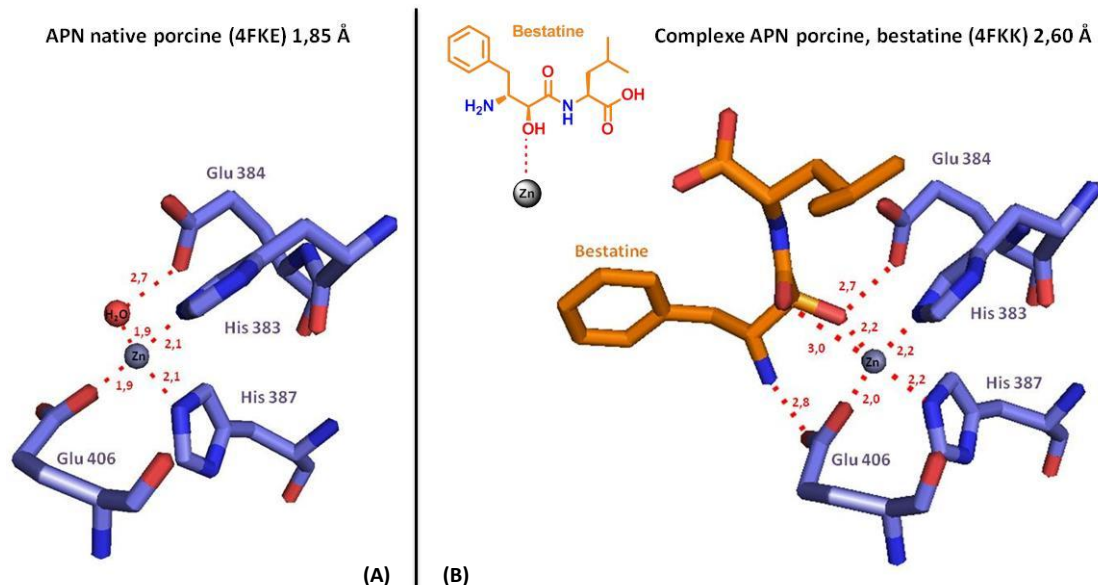 APN native porcine (4FKE) 1,85 Å
Glu 384
2,7
H₂O
1,9
His 383
2,1
Zn
1,9
2,1
His 387
Glu 406
(A)
Bestatine
Complexe APN porcine, bestatine (4FKK) 2,60 Å
O
H₂N
N
H
OH
O
OH
Zn
Glu 384
Bestatine
2,7
His 383
2,2
3,0
2,2
Zn
2,2
His 387
2,8
2,0
Glu 406
(B)